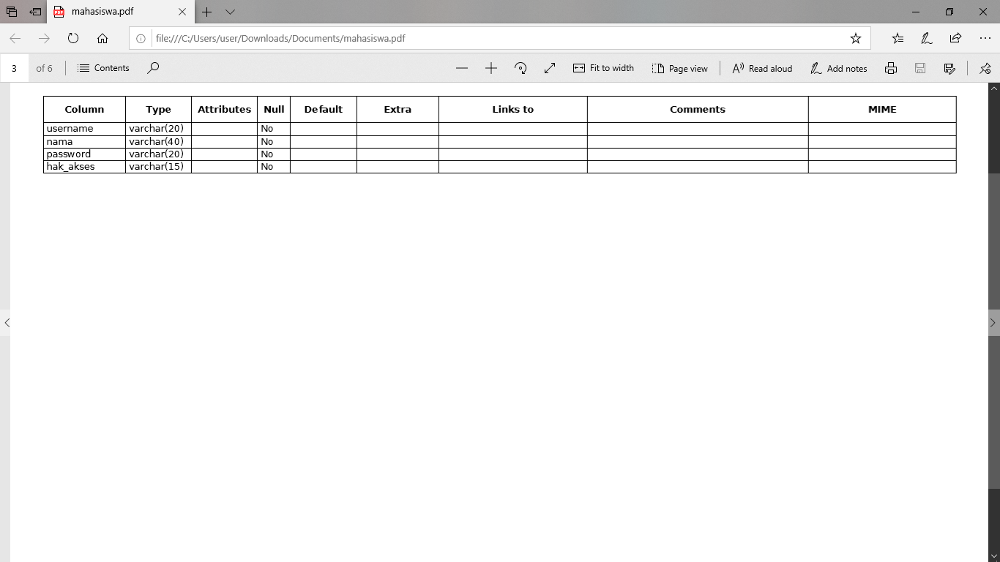 mahasiswa.pdf
file:///C:/Users/user/Downloads/Documents/mahasiswa.pdf
3 of 6 Contents Fit to width Page view Read aloud Add notes
Column Type Attributes Null Default Extra Links to Comments MIME
username varchar(20) No
nama varchar(40) No
password varchar(20) No
hak_akses varchar(15) No